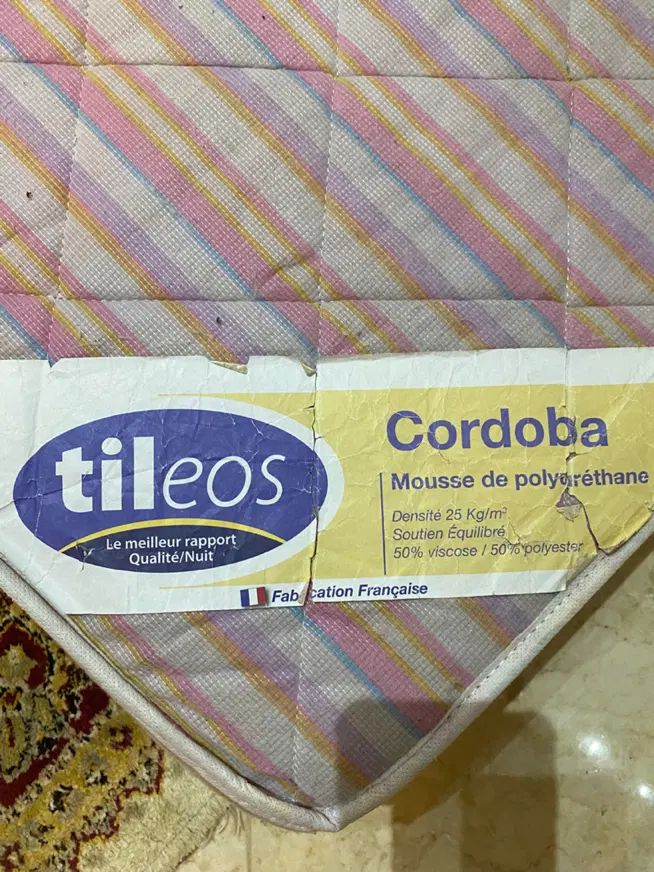 tileos
Le meilleur rapport
Qualité/Nuit
Cordoba
Mousse de polyuréthane
Densité 25 Kg/m³
Soutien Équilibré
50% viscose / 50% polyester
Fabrication Française